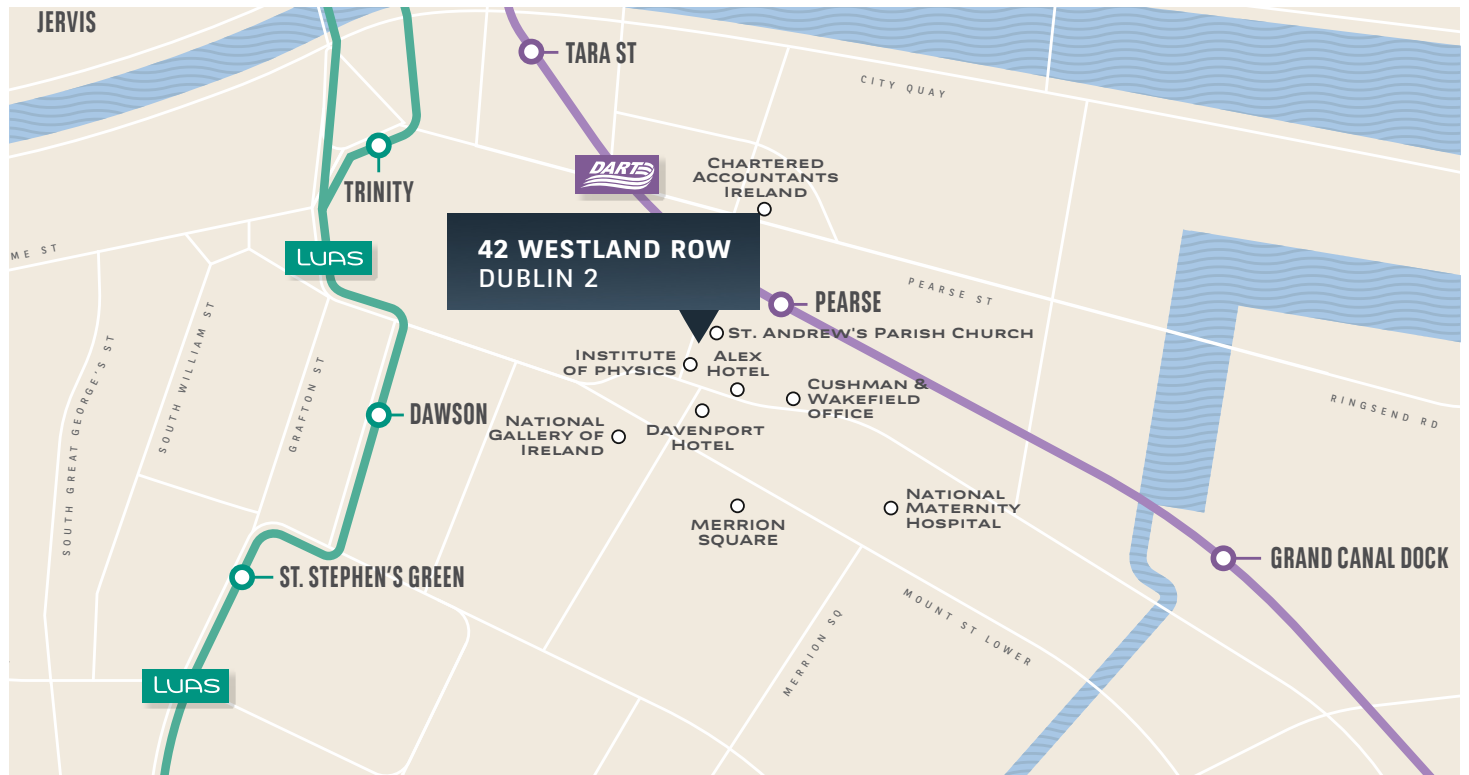 JERVIS
TARA ST
CITY QUAY
TRINITY
DART
CHARTERED
ACCOUNTANTS
IRELAND
ME ST
LUAS
42 WESTLAND ROW
DUBLIN 2
PEARSE ST
PEARSE
ST. ANDREW'S PARISH CHURCH
INSTITUTE
OF PHYSICS
ALEX
HOTEL
CUSHMAN &
WAKEFIELD
OFFICE
SOUTH GREAT GEORGE'S ST
SOUTH WILLIAM ST
GRAFTON ST
DAWSON
NATIONAL
GALLERY OF
IRELAND
DAVENPORT
HOTEL
RINGSEND RD
MERRION
SQUARE
NATIONAL
MATERNITY
HOSPITAL
GRAND CANAL DOCK
ST. STEPHEN'S GREEN
MERRION SQ
MOUNT ST LOWER
LUAS